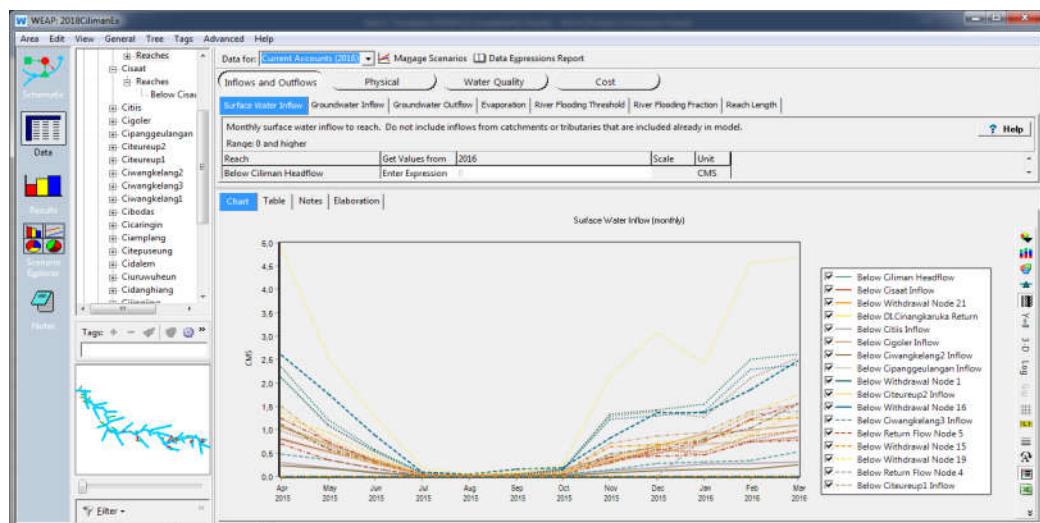 WEAP: 2018CilimanEx
Area Edit View General Tree Tags Advanced Help
Schematic
Data
Results
Scenario Explorer
Notes
Reaches
Cisaat
Reaches
Below Cisaa
Citiis
Cigoler
Cipanggeulangan
Citeureup2
Citeureup1
Ciwangkelang2
Ciwangkelang3
Ciwangkelang1
Cibodas
Cicaringin
Ciamplang
Citepuseung
Cidalem
Ciuruwuheun
Cidanghiang
Tags:
Filter
Data for: Current Accounts (2016) Manage Scenarios Data Expressions Report
Inflows and Outflows Physical Water Quality Cost
Surface Water Inflow Groundwater Inflow Groundwater Outflow Evaporation River Flooding Threshold River Flooding Fraction Reach Length
Monthly surface water inflow to reach. Do not include inflows from catchments or tributaries that are included already in model.
? Help
Range: 0 and higher
Reach Get Values from 2016 Scale Unit
Below Ciliman Headflow Enter Expression 0 CMS
Chart Table Notes Elaboration
Surface Water Inflow (monthly)
CMS
5,0
4,5
4,0
3,5
3,0
2,5
2,0
1,5
1,0
0,5
0,0
Apr 2015 May 2015 Jun 2015 Jul 2015 Aug 2015 Sep 2015 Oct 2015 Nov 2015 Dec 2015 Jan 2016 Feb 2016 Mar 2016
Below Ciliman Headflow
Below Cisaat Inflow
Below Withdrawal Node 21
Below DI.Cinangkaruka Return
Below Citiis Inflow
Below Cigoler Inflow
Below Ciwangkelang2 Inflow
Below Cipanggeulangan Inflow
Below Withdrawal Node 1
Below Citeureup2 Inflow
Below Withdrawal Node 16
Below Ciwangkelang3 Inflow
Below Return Flow Node 5
Below Withdrawal Node 15
Below Withdrawal Node 19
Below Return Flow Node 4
Below Citeureup1 Inflow
3-D
Log